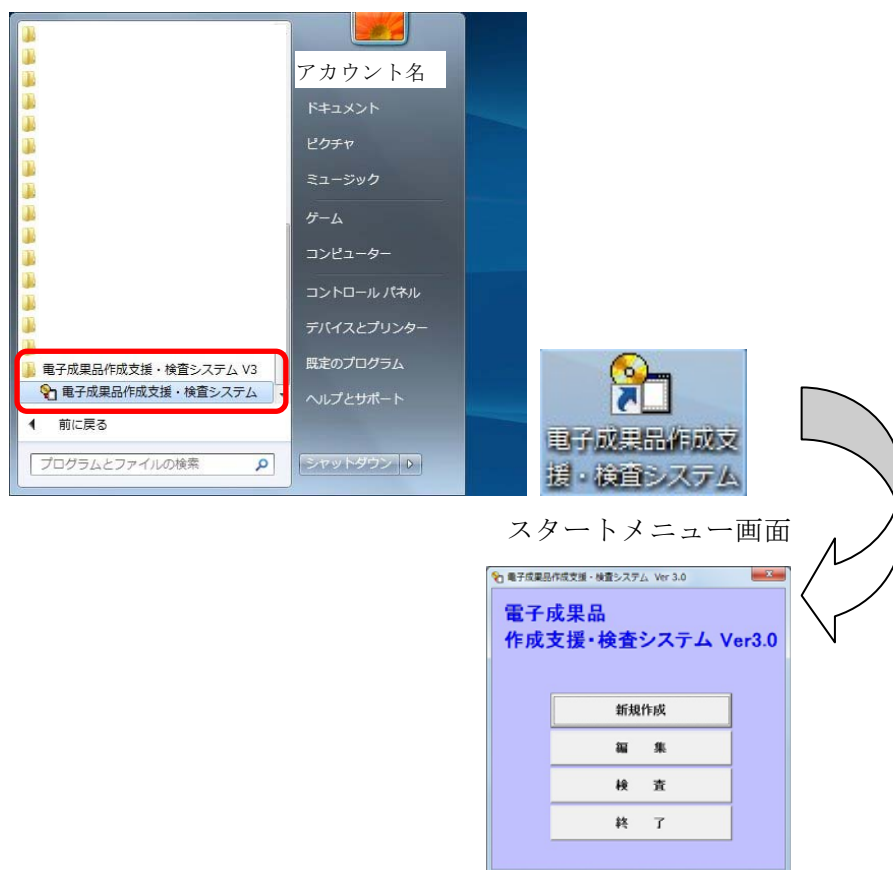 アカウント名
ドキュメント
ピクチャ
ミュージック
ゲーム
コンピューター
コントロール パネル
デバイスとプリンター
既定のプログラム
ヘルプとサポート
シャットダウン
電子成果品作成支援・検査システム V3
電子成果品作成支援・検査システム
前に戻る
プログラムとファイルの検索
電子成果品作成支
援・検査システム
スタートメニュー画面
電子成果品作成支援・検査システム Ver 3.0
電子成果品
作成支援・検査システム Ver3.0
新規作成
編 集
検 査
終 了